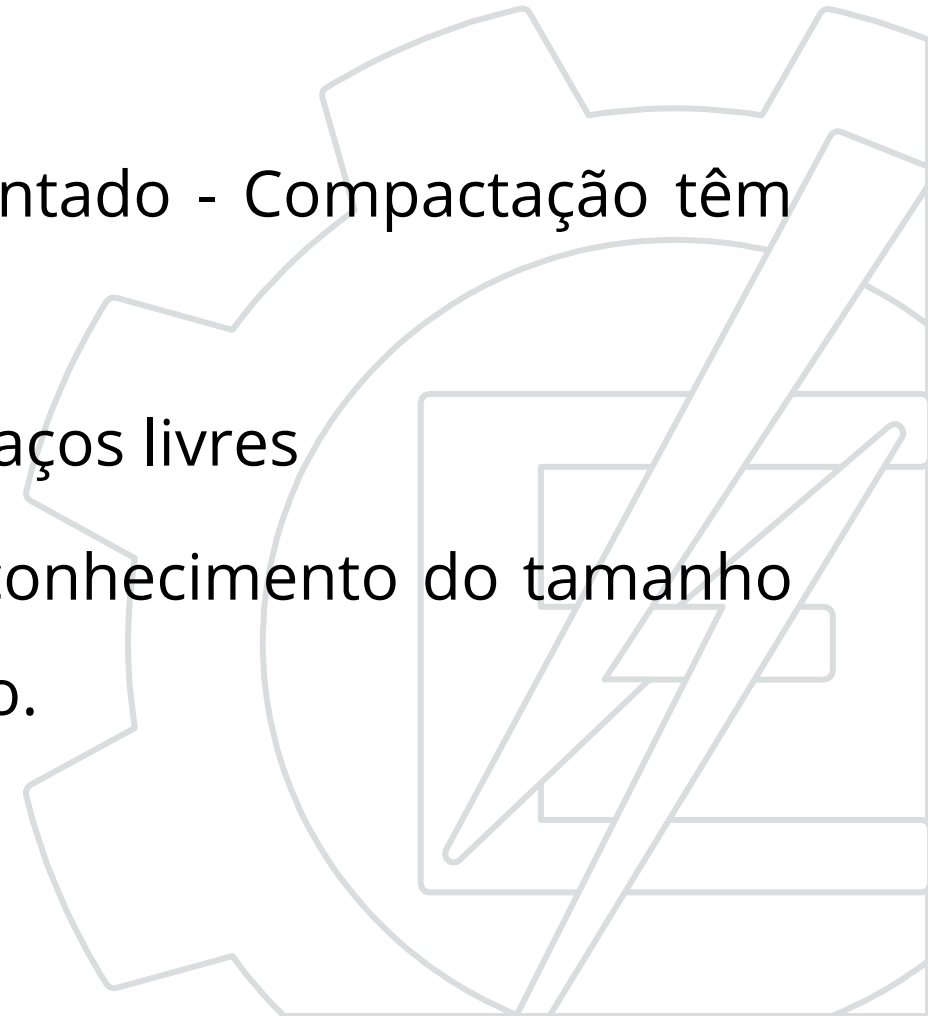 ntado - Compactação têm
aços livres
conhecimento do tamanho
o.